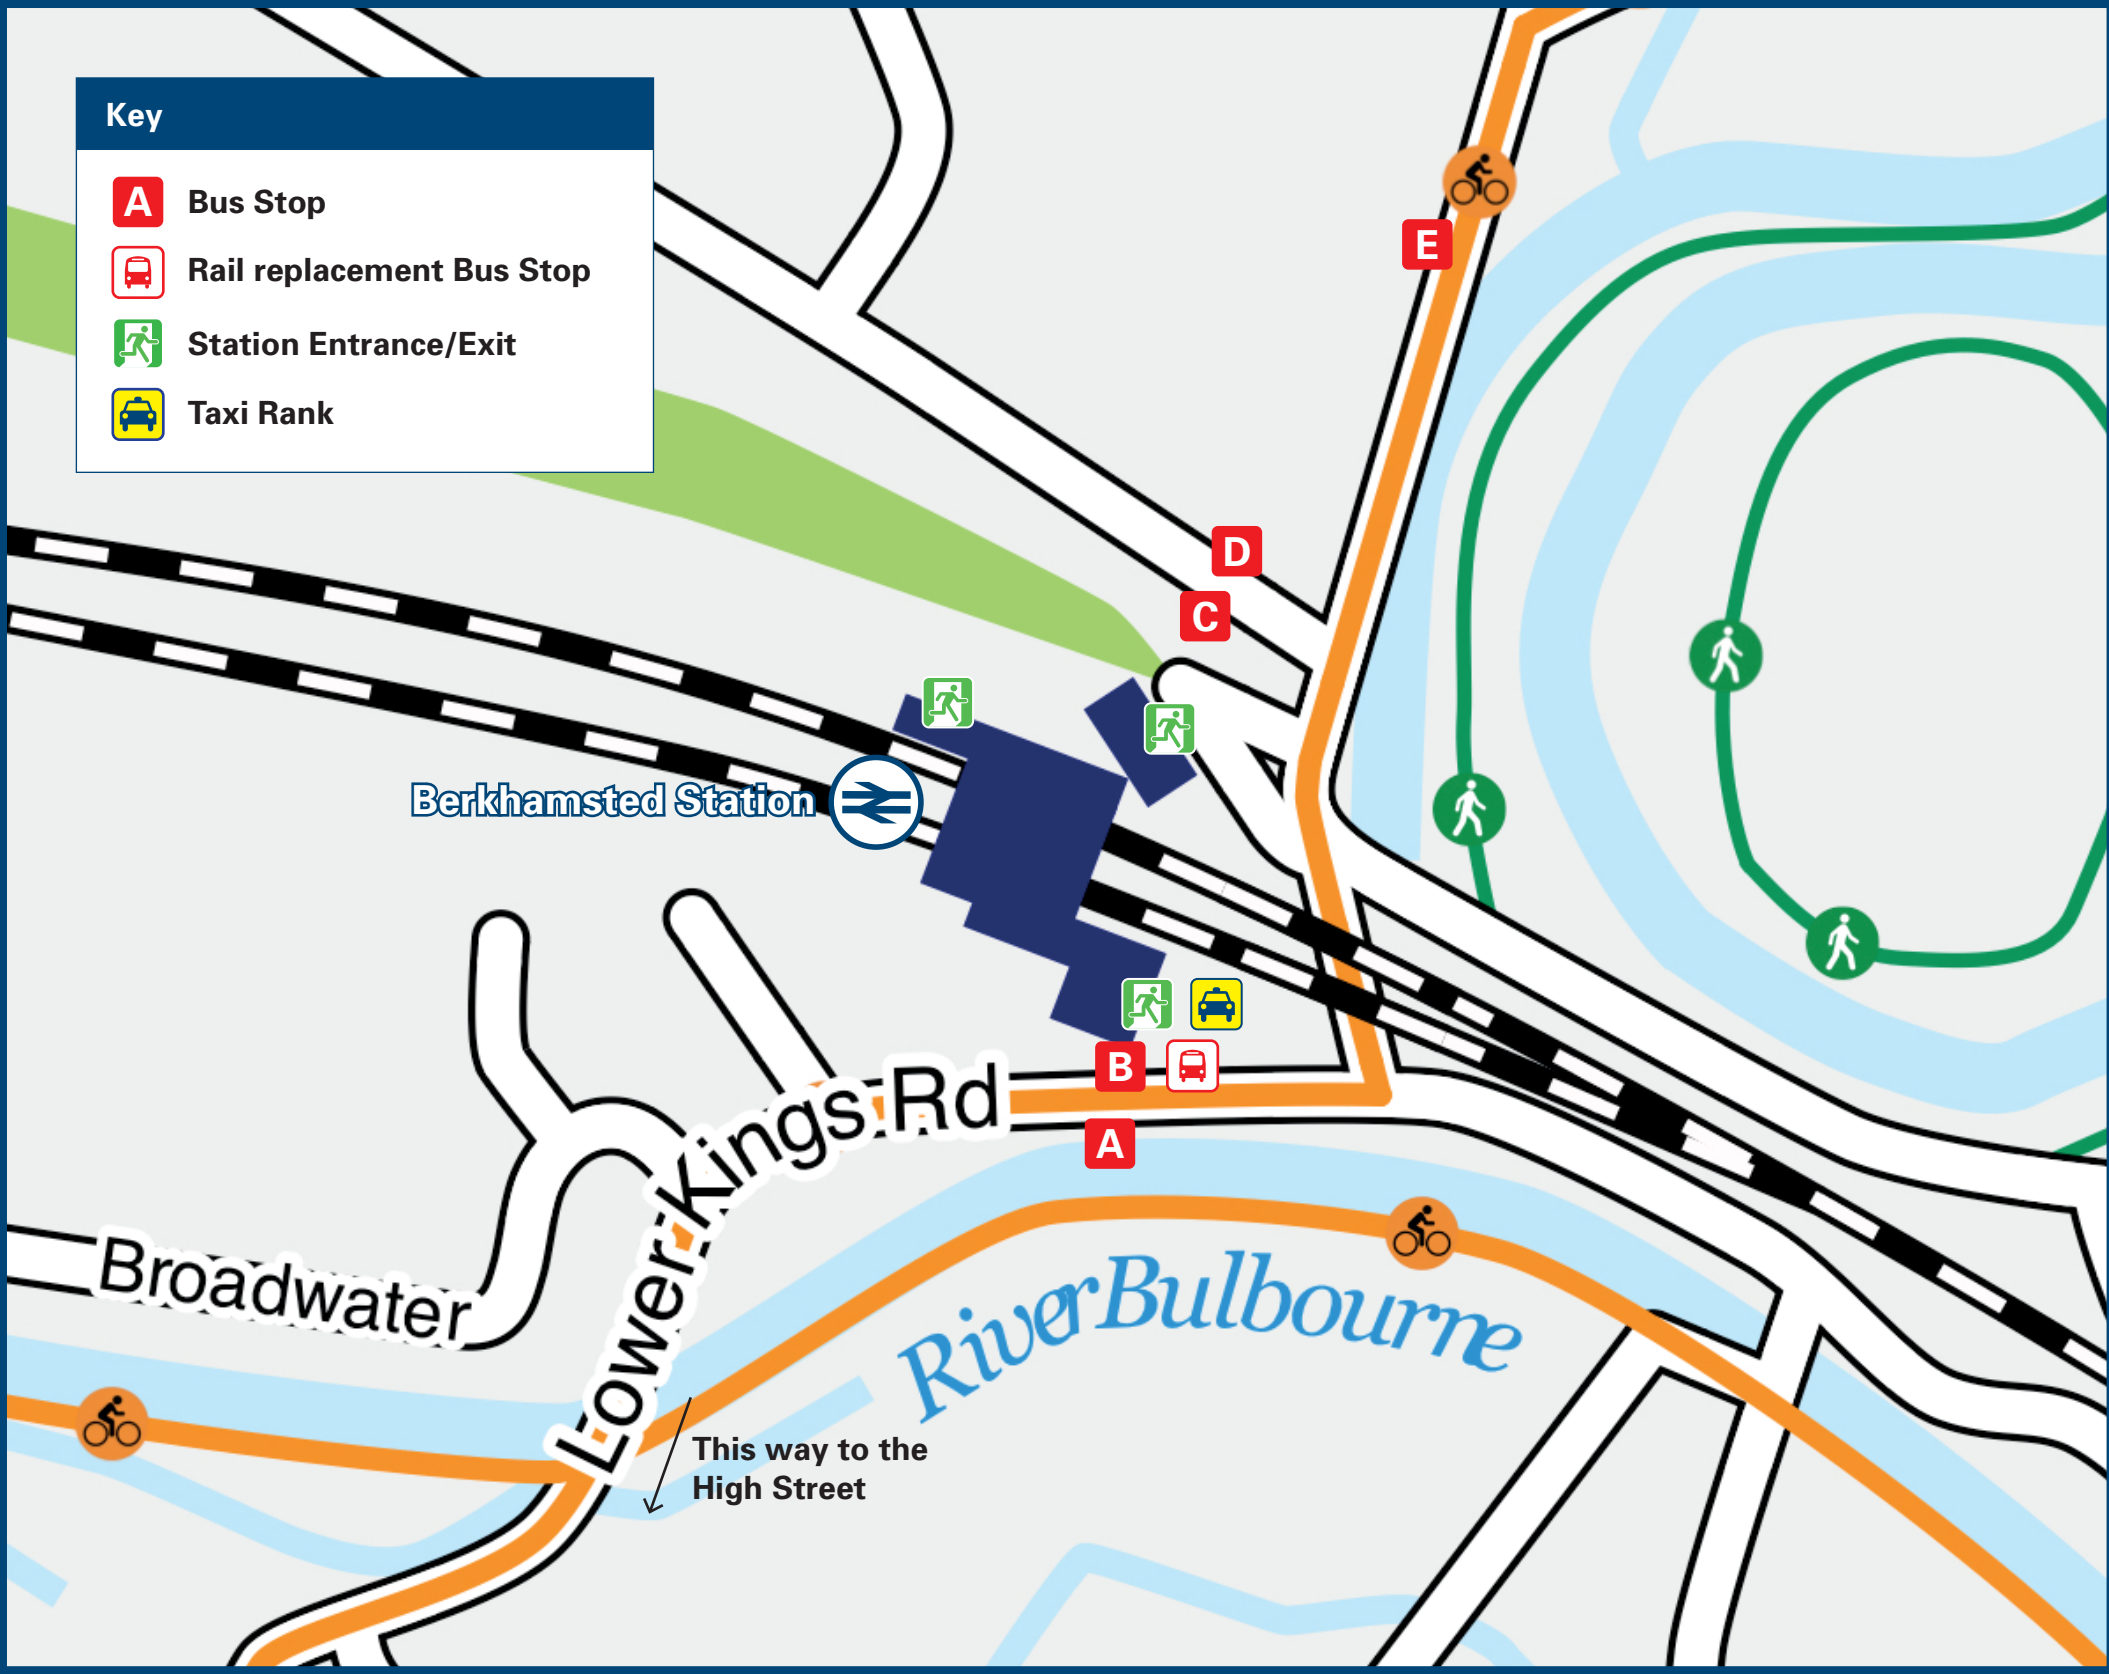 Key
A Bus Stop
Rail replacement Bus Stop
Station Entrance/Exit
Taxi Rank
E
D
C
Berkhamsted Station
B
A
Lower Kings Rd
Broadwater
River Bulbourne
This way to the
High Street